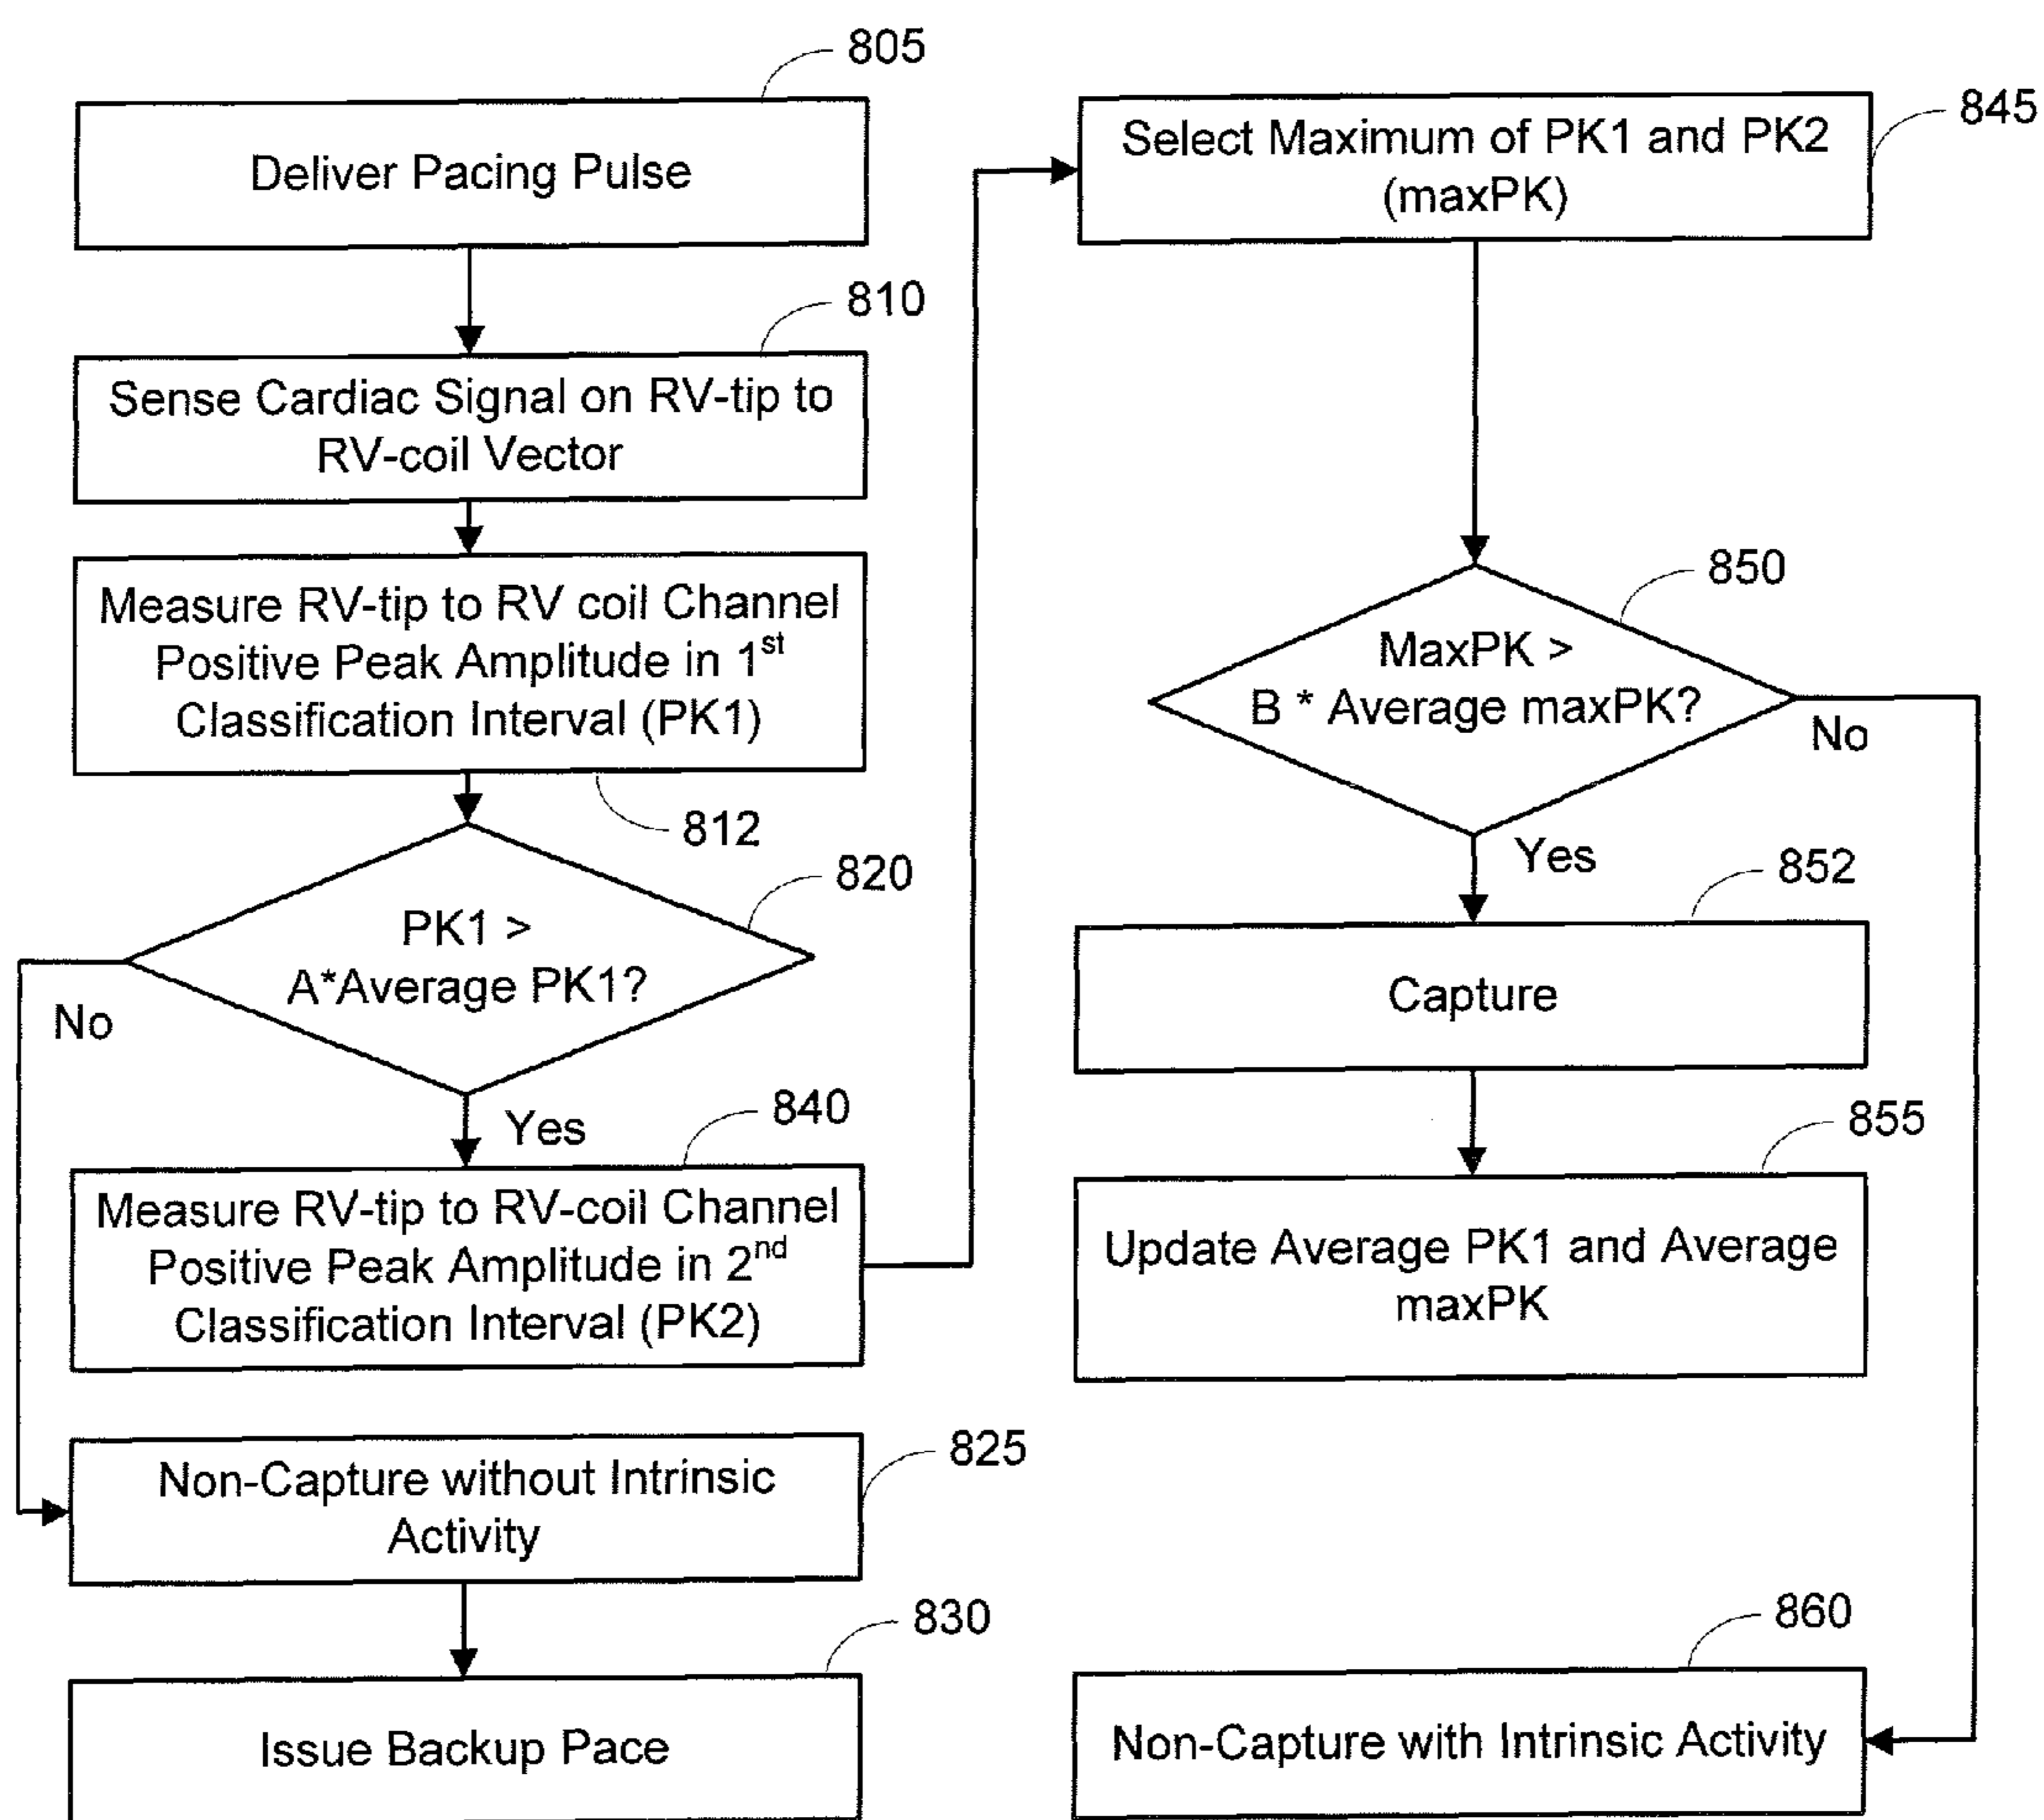 805
Deliver Pacing Pulse
810
Sense Cardiac Signal on RV-tip to
RV-coil Vector
Measure RV-tip to RV coil Channel
Positive Peak Amplitude in 1st
Classification Interval (PK1)
812
820
PK1 >
A*Average PK1?
No
Yes
840
Measure RV-tip to RV-coil Channel
Positive Peak Amplitude in 2nd
Classification Interval (PK2)
825
Non-Capture without Intrinsic
Activity
830
Issue Backup Pace
845
Select Maximum of PK1 and PK2
(maxPK)
850
MaxPK >
B * Average maxPK?
No
Yes
852
Capture
855
Update Average PK1 and Average
maxPK
860
Non-Capture with Intrinsic Activity